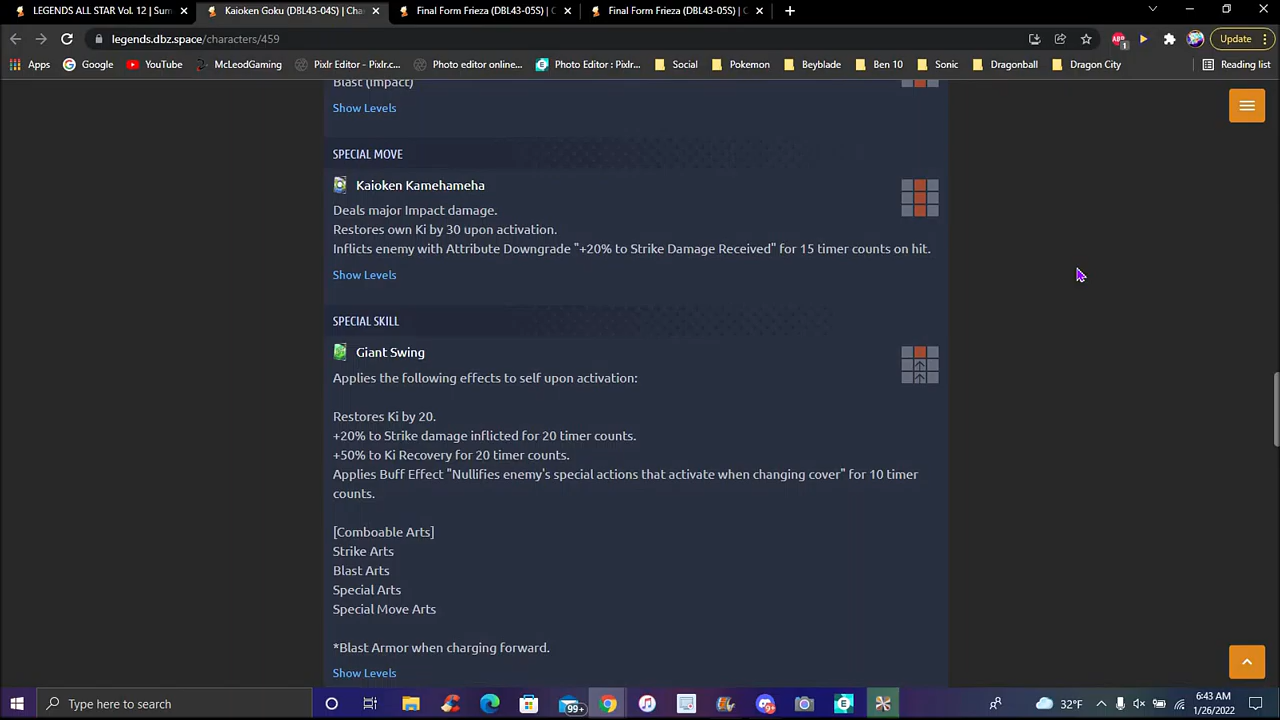 LEGENDS ALL STAR Vol. 12 | Sum
Kaioken Goku (DBL43-04S) | Cha
Final Form Frieza (DBL43-05S) | C
Final Form Frieza (DBL43-05S) | C
legends.dbz.space/characters/459
1
Update
Apps
Google
YouTube
McLeodGaming
Pixlr Editor - Pixlr.c...
Photo editor online...
Photo Editor : Pixlr...
Social
Pokemon
Beyblade
Ben 10
Sonic
Dragonball
Dragon City
Reading list
Blast (Impact)
Show Levels
SPECIAL MOVE
Kaioken Kamehameha
Deals major Impact damage.
Restores own Ki by 30 upon activation.
Inflicts enemy with Attribute Downgrade "+20% to Strike Damage Received" for 15 timer counts on hit.
Show Levels
SPECIAL SKILL
Giant Swing
Applies the following effects to self upon activation:
Restores Ki by 20.
+20% to Strike damage inflicted for 20 timer counts.
+50% to Ki Recovery for 20 timer counts.
Applies Buff Effect "Nullifies enemy's special actions that activate when changing cover" for 10 timer
counts.
[Comboable Arts]
Strike Arts
Blast Arts
Special Arts
Special Move Arts
*Blast Armor when charging forward.
Show Levels
Type here to search
99+
32°F
6:43 AM
1/26/2022